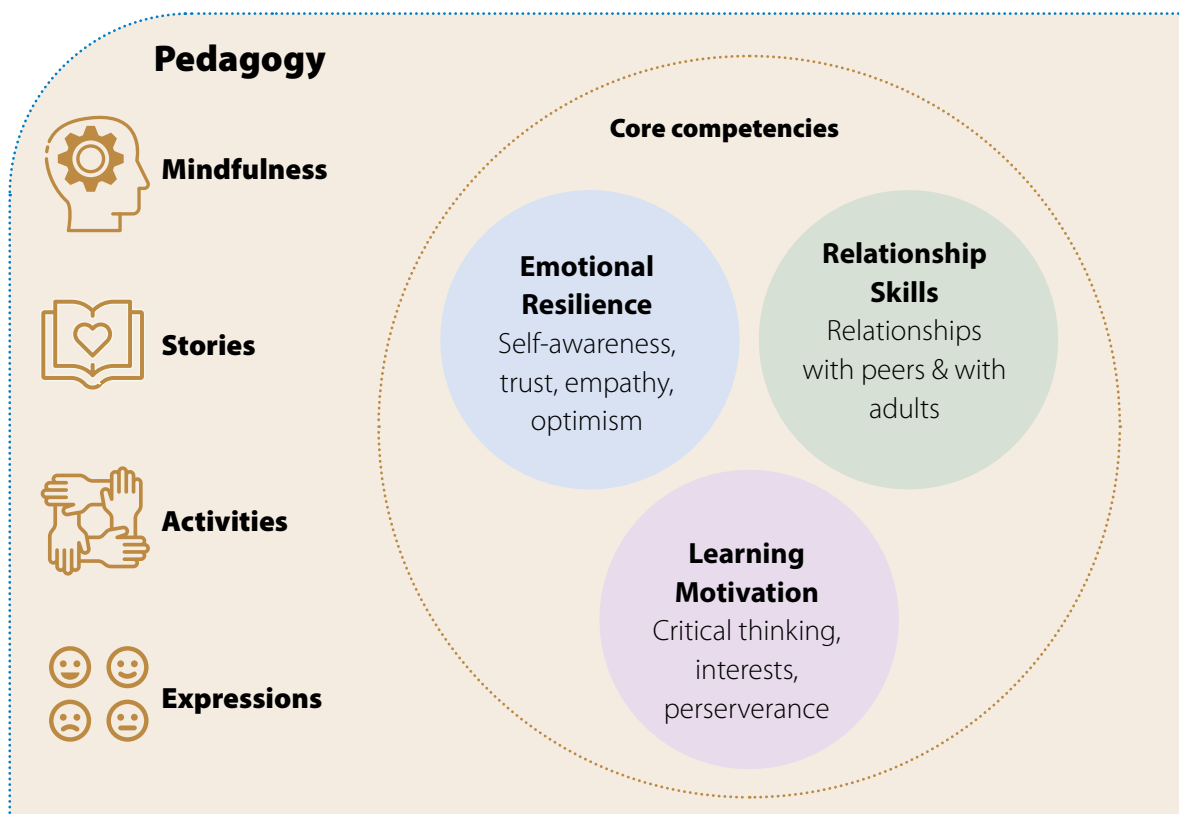 Pedagogy
Mindfulness
Stories
Activities
Expressions
Core competencies
Emotional
Resilience
Self-awareness,
trust, empathy,
optimism
Relationship
Skills
Relationships
with peers & with
adults
Learning
Motivation
Critical thinking,
interests,
perserverance